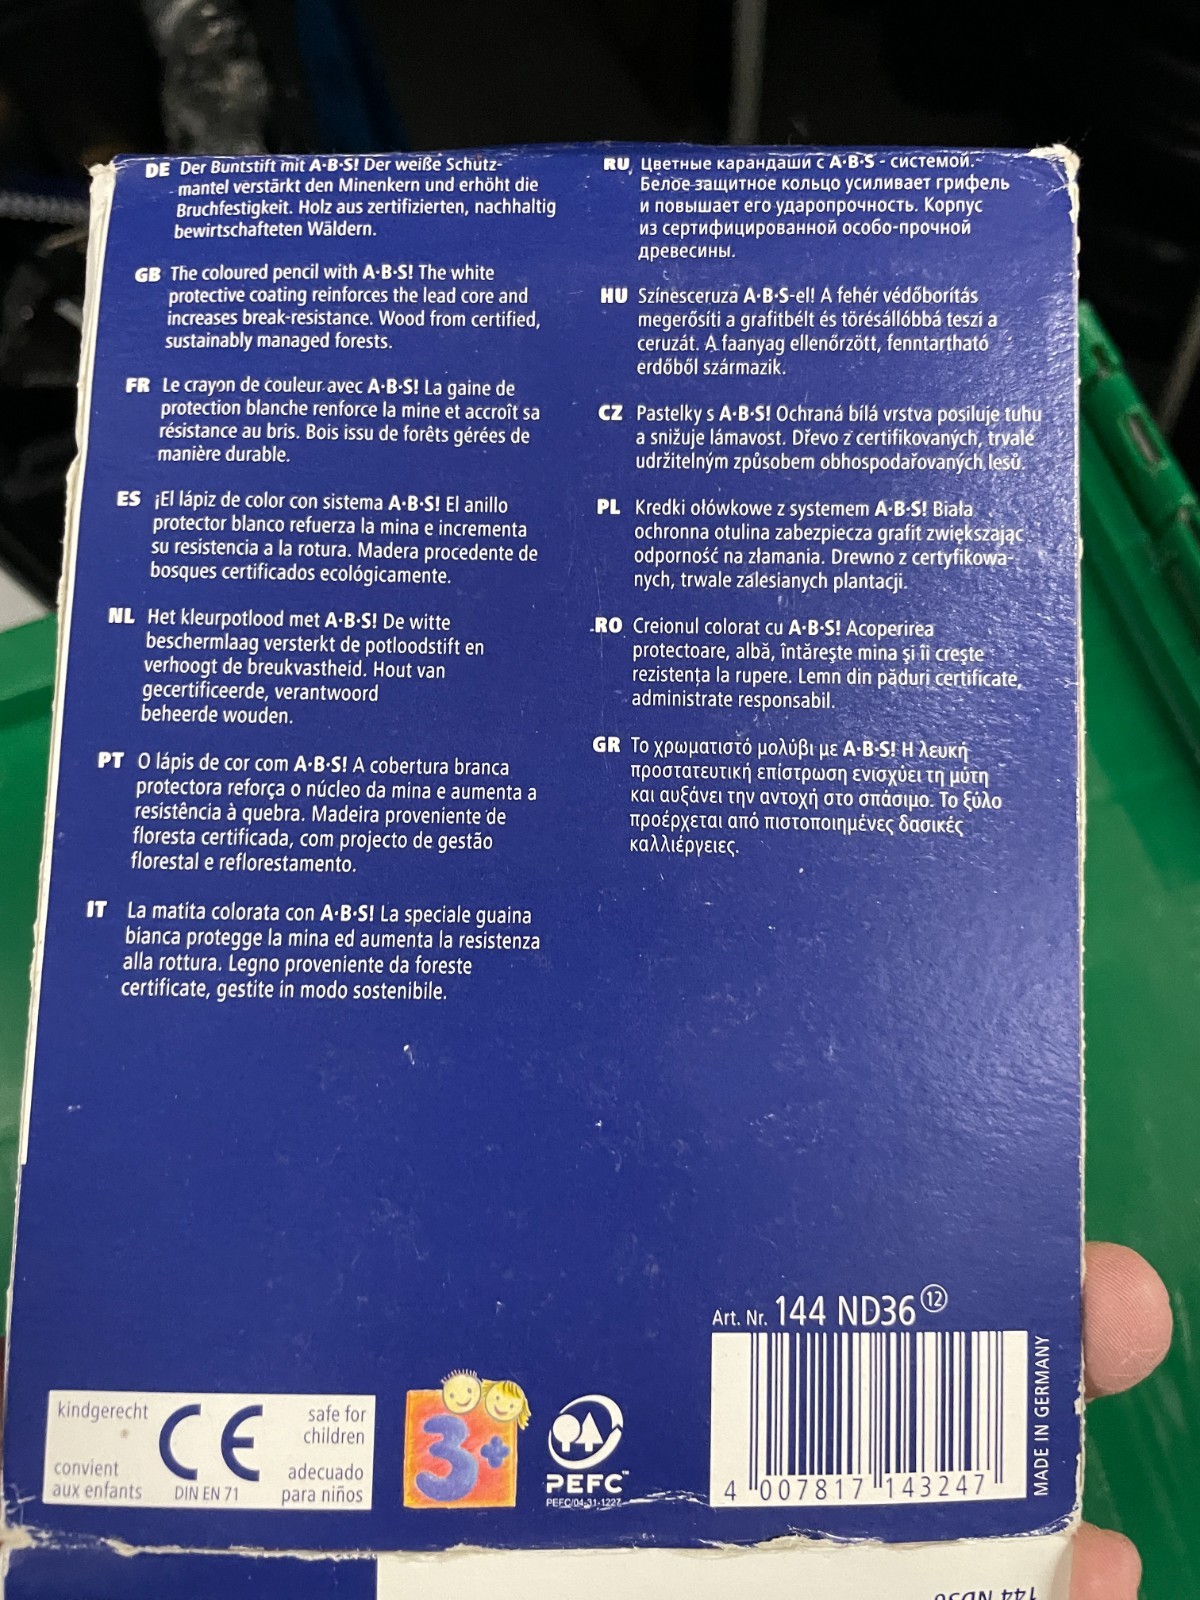 DE Der Buntstift mit A·B·S! Der weiße Schutz-
mantel verstärkt den Minenkern und erhöht die
Bruchfestigkeit. Holz aus zertifizierten, nachhaltig
bewirtschafteten Wäldern.
GB The coloured pencil with A·B·S! The white
protective coating reinforces the lead core and
increases break-resistance. Wood from certified,
sustainably managed forests.
FR Le crayon de couleur avec A·B·S! La gaine de
protection blanche renforce la mine et accroît sa
résistance au bris. Bois issu de forêts gérées de
manière durable.
ES ¡El lápiz de color con sistema A·B·S! El anillo
protector blanco refuerza la mina e incrementa
su resistencia a la rotura. Madera procedente de
bosques certificados ecológicamente.
NL Het kleurpotlood met A·B·S! De witte
beschermlaag versterkt de potloodstift en
verhoogt de breukvastheid. Hout van
gecertificeerde, verantwoord
beheerde wouden.
PT O lápis de cor com A·B·S! A cobertura branca
protectora reforça o núcleo da mina e aumenta a
resistência à quebra. Madeira proveniente de
floresta certificada, com projecto de gestão
florestal e reflorestamento.
IT La matita colorata con A·B·S! La speciale guaina
bianca protegge la mina ed aumenta la resistenza
alla rottura. Legno proveniente da foreste
certificate, gestite in modo sostenibile.
RU Цветные карандаши с A·B·S - системой.
Белое защитное кольцо усиливает грифель
и повышает его ударопрочность. Корпус
из сертифицированной особо-прочной
древесины.
HU Színesceruza A·B·S-el! A fehér védőborítás
megerősíti a grafitbélt és törésállóbbá teszi a
ceruzát. A faanyag ellenőrzött, fenntartható
erdőből származik.
CZ Pastelky s A·B·S! Ochraná bílá vrstva posiluje tuhu
a snižuje lámavost. Dřevo z certifikovaných, trvale
udržitelným způsobem obhospodařovaných lesů.
PL Kredki ołówkowe z systemem A·B·S! Biała
ochronna otulina zabezpiecza grafit zwiększając
odporność na złamania. Drewno z certyfikowa-
nych, trwale zalesianych plantacji.
RO Creionul colorat cu A·B·S! Acoperirea
protectoare, albă, întăreşte mina şi îi creşte
rezistenţa la rupere. Lemn din păduri certificate,
administrate responsabil.
GR Το χρωματιστό μολύβι με A·B·S! Η λευκή
προστατευτική επίστρωση ενισχύει τη μύτη
και αυξάνει την αντοχή στο σπάσιμο. Το ξύλο
προέρχεται από πιστοποιημένες δασικές
καλλιέργειες.
Art. Nr. 144 ND36 ⑫
4 007817 143247
MADE IN GERMANY
kindgerecht
safe for
children
CE
convient
aux enfants
DIN EN 71
adecuado
para niños
3+
PEFC™
PEFC/04-31-1227
144 ND36